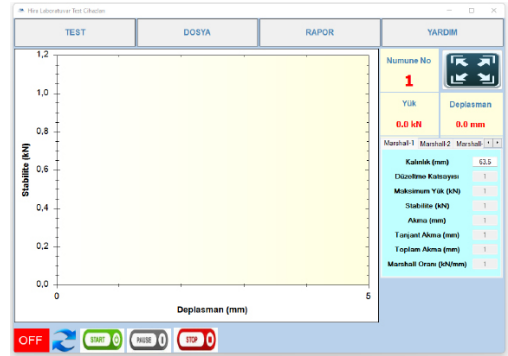 Hira Laboratuvar Test Cihazları
TEST DOSYA RAPOR YARDIM
Numune No
1
Yük Deplasman
0.0 kN 0.0 mm
Marshall-1 Marshall-2 Marshall-
Kalınlık (mm) 63.5
Düzeltme Katsayısı 1
Maksimum Yük (kN) 1
Stabilite (kN) 1
Akma (mm) 1
Tanjant Akma (mm) 1
Toplam Akma (mm) 1
Marshall Oranı (kN/mm) 1
Stabilite (kN)
1,2
1,0
0,8
0,6
0,4
0,2
0,0
0 5
Deplasman (mm)
OFF START PAUSE STOP